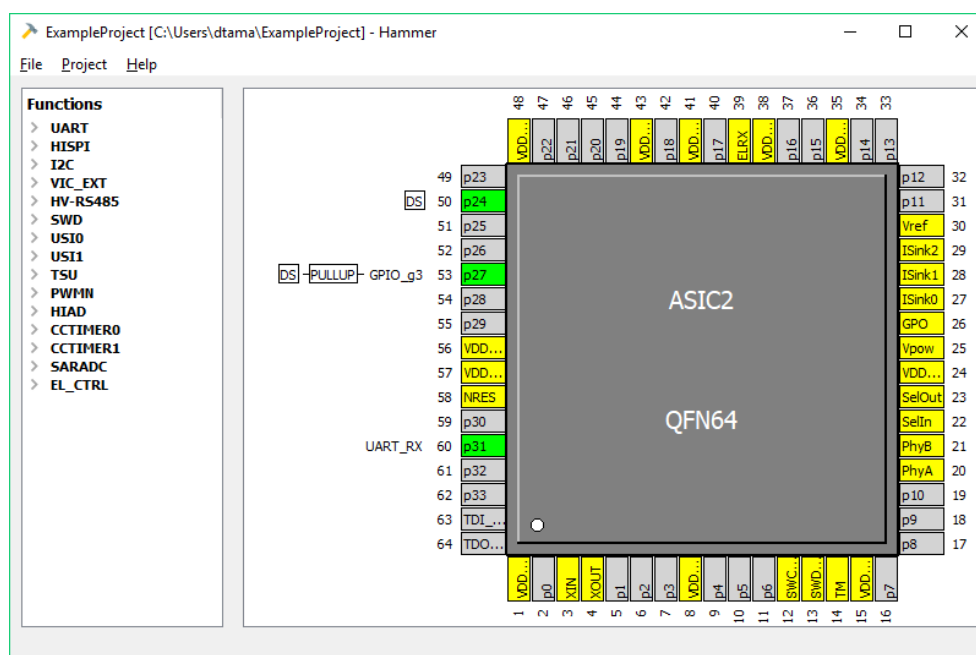 ExampleProject [C:\Users\dtama\ExampleProject] - Hammer
File Project Help
Functions
UART
HISPI
I2C
VIC_EXT
HV-RS485
SWD
USI0
USI1
TSU
PWMN
HIAD
CCTIMER0
CCTIMER1
SARADC
EL_CTRL
48 47 46 45 44 43 42 41 40 39 38 37 36 35 34 33
VDD... p22 p21 p20 p19 VDD... p18 VDD... p17 ELRX VDD... p16 p15 VDD... p14 p13
49 p23
DS 50 p24
51 p25
52 p26
DS PULLUP GPIO_g3 53 p27
54 p28
55 p29
56 VDD...
57 VDD...
58 NRES
59 p30
UART_RX 60 p31
61 p32
62 p33
63 TDI_...
64 TDO...
ASIC2
QFN64
p12 32
p11 31
Vref 30
ISink2 29
ISink1 28
ISink0 27
GPO 26
Vpow 25
VDD... 24
SelOut 23
SelIn 22
PhyB 21
PhyA 20
p10 19
p9 18
p8 17
VDD... p0 XIN XOUT p1 p2 p3 VDD... p4 p5 p6 SWC... SWD... TM VDD... p7
1 2 3 4 5 6 7 8 9 10 11 12 13 14 15 16